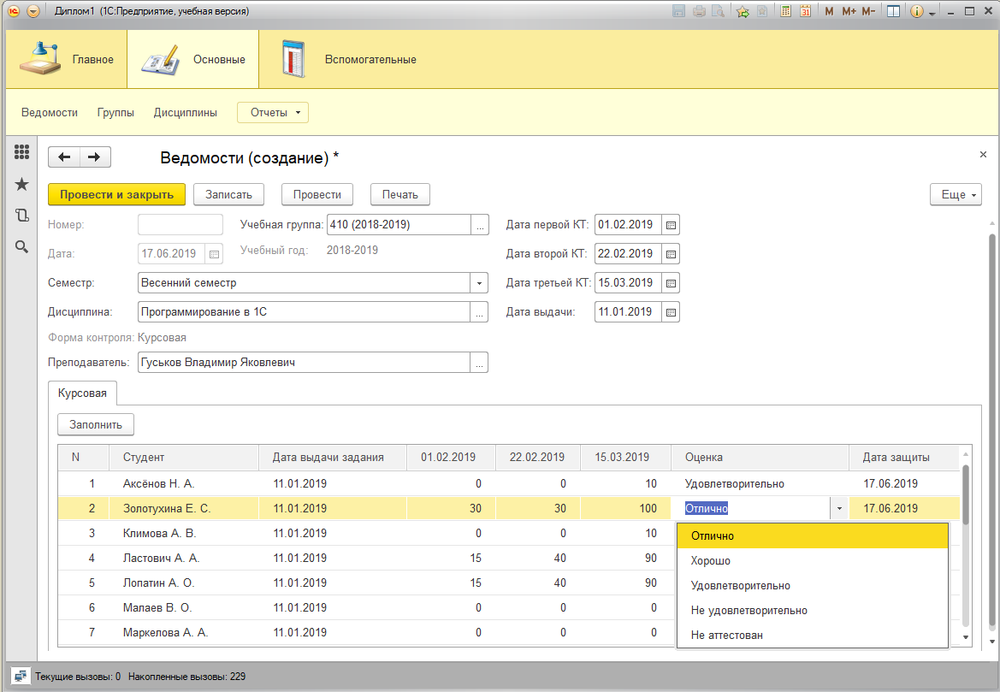 Диплом1 (1С:Предприятие, учебная версия)
31 M M+ M-
Главное Основные Вспомогательные
Ведомости Группы Дисциплины Отчеты
Ведомости (создание) *
Провести и закрыть Записать Провести Печать Еще
Номер: Учебная группа: 410 (2018-2019) ... Дата первой КТ: 01.02.2019
Дата: 17.06.2019 Учебный год: 2018-2019 Дата второй КТ: 22.02.2019
Семестр: Весенний семестр Дата третьей КТ: 15.03.2019
Дисциплина: Программирование в 1С ... Дата выдачи: 11.01.2019
Форма контроля: Курсовая
Преподаватель: Гуськов Владимир Яковлевич ...
Курсовая
Заполнить
N Студент Дата выдачи задания 01.02.2019 22.02.2019 15.03.2019 Оценка Дата защиты
1 Аксёнов Н. А. 11.01.2019 0 0 10 Удовлетворительно 17.06.2019
2 Золотухина Е. С. 11.01.2019 30 30 100 Отлично 17.06.2019
3 Климова А. В. 11.01.2019 0 0 10
4 Ластович А. А. 11.01.2019 15 40 90
5 Лопатин А. О. 11.01.2019 15 40 90
6 Малаев В. О. 11.01.2019 0 0 0
7 Маркелова А. А. 11.01.2019 0 0 0
Отлично
Хорошо
Удовлетворительно
Не удовлетворительно
Не аттестован
Текущие вызовы: 0 Накопленные вызовы: 229